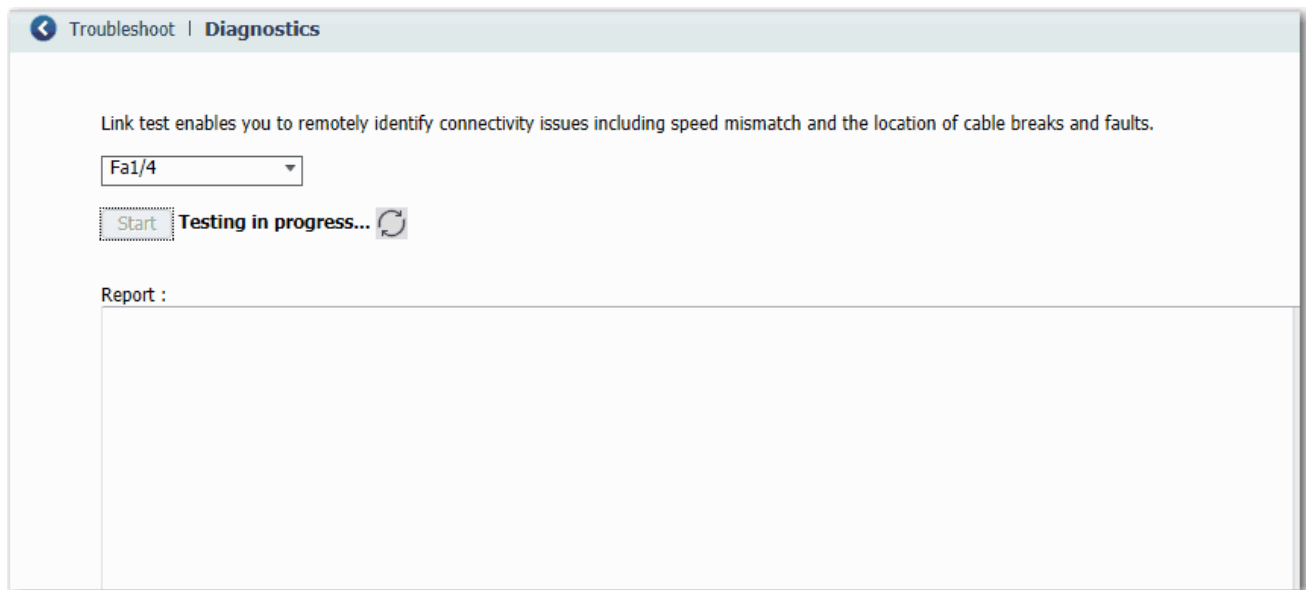 Troubleshoot | Diagnostics
Link test enables you to remotely identify connectivity issues including speed mismatch and the location of cable breaks and faults.
Fa1/4
Start Testing in progress...
Report :